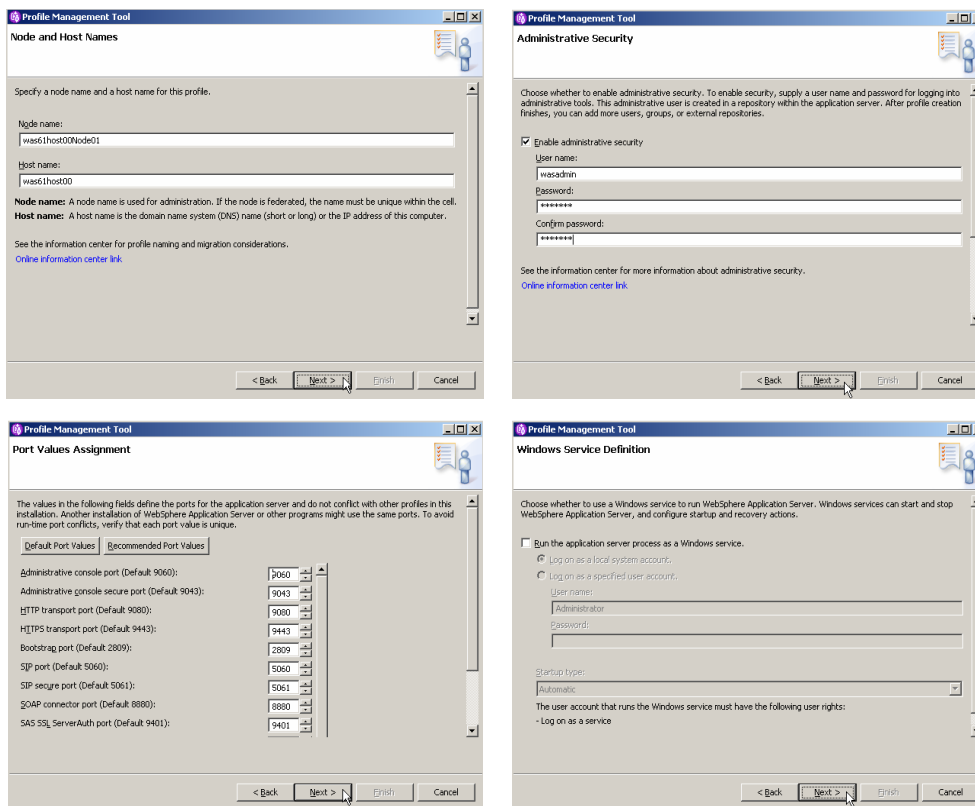 Profile Management Tool
Node and Host Names
Specify a node name and a host name for this profile.
Node name:
was61host00Node01
Host name:
was61host00
Node name: A node name is used for administration. If the node is federated, the name must be unique within the cell.
Host name: A host name is the domain name system (DNS) name (short or long) or the IP address of this computer.
See the information center for profile naming and migration considerations.
Online information center link
< Back Next > Finish Cancel
Profile Management Tool
Administrative Security
Choose whether to enable administrative security. To enable security, supply a user name and password for logging into
administrative tools. This administrative user is created in a repository within the application server. After profile creation
finishes, you can add more users, groups, or external repositories.
Enable administrative security
User name:
wasadmin
Password:
*******
Confirm password:
*******
See the information center for more information about administrative security.
Online information center link
< Back Next > Finish Cancel
Profile Management Tool
Port Values Assignment
The values in the following fields define the ports for the application server and do not conflict with other profiles in this
installation. Another installation of WebSphere Application Server or other programs might use the same ports. To avoid
run-time port conflicts, verify that each port value is unique.
Default Port Values Recommended Port Values
Administrative console port (Default 9060): 9060
Administrative console secure port (Default 9043): 9043
HTTP transport port (Default 9080): 9080
HTTPS transport port (Default 9443): 9443
Bootstrap port (Default 2809): 2809
SIP port (Default 5060): 5060
SIP secure port (Default 5061): 5061
SOAP connector port (Default 8880): 8880
SAS SSL ServerAuth port (Default 9401): 9401
< Back Next > Finish Cancel
Profile Management Tool
Windows Service Definition
Choose whether to use a Windows service to run WebSphere Application Server. Windows services can start and stop
WebSphere Application Server, and configure startup and recovery actions.
Run the application server process as a Windows service.
Log on as a local system account.
Log on as a specified user account.
User name:
Administrator
Password:
Startup type:
Automatic
The user account that runs the Windows service must have the following user rights:
- Log on as a service
< Back Next > Finish Cancel